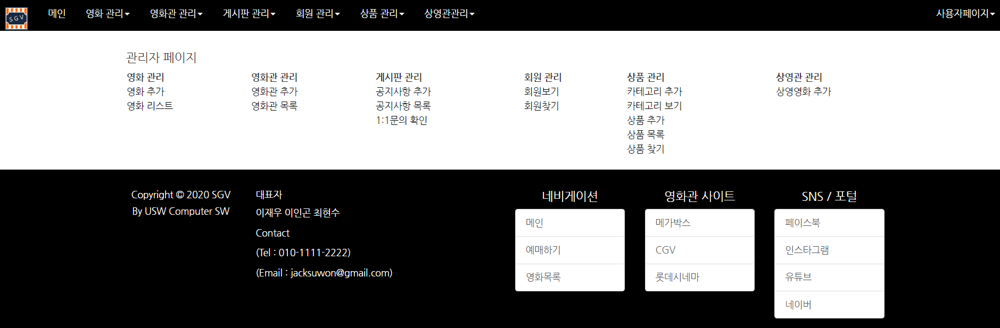 SGV
메인 영화 관리 영화관 관리 게시판 관리 회원 관리 상품 관리 상영관관리 사용자페이지
관리자 페이지
영화 관리
영화 추가
영화 리스트
영화관 관리
영화관 추가
영화관 목록
게시판 관리
공지사항 추가
공지사항 목록
1:1문의 확인
회원 관리
회원보기
회원찾기
상품 관리
카테고리 추가
카테고리 보기
상품 추가
상품 목록
상품 찾기
상영관 관리
상영영화 추가
Copyright © 2020 SGV
By USW Computer SW
대표자
이재우 이인곤 최현수
Contact
(Tel : 010-1111-2222)
(Email : jacksuwon@gmail.com)
네비게이션
메인
예매하기
영화목록
영화관 사이트
메가박스
CGV
롯데시네마
SNS / 포털
페이스북
인스타그램
유튜브
네이버